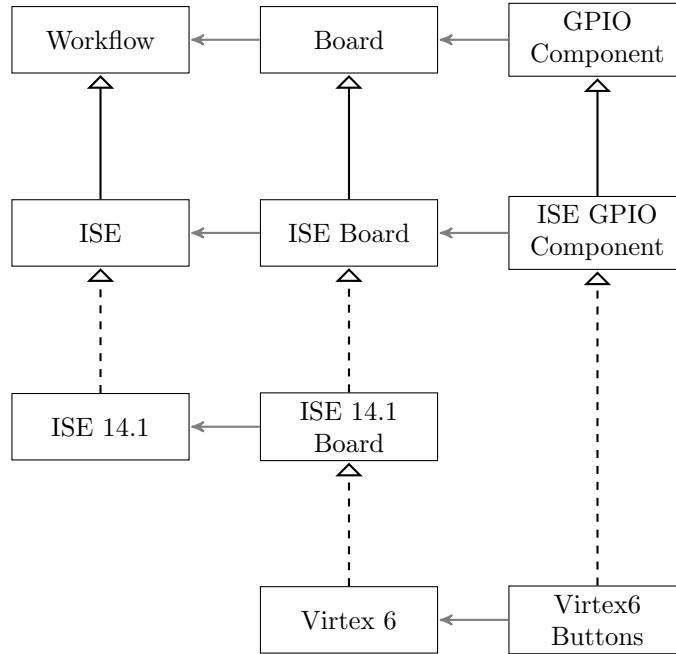 Workflow
Board
GPIO
Component
ISE
ISE Board
ISE GPIO
Component
ISE 14.1
ISE 14.1
Board
Virtex 6
Virtex6
Buttons